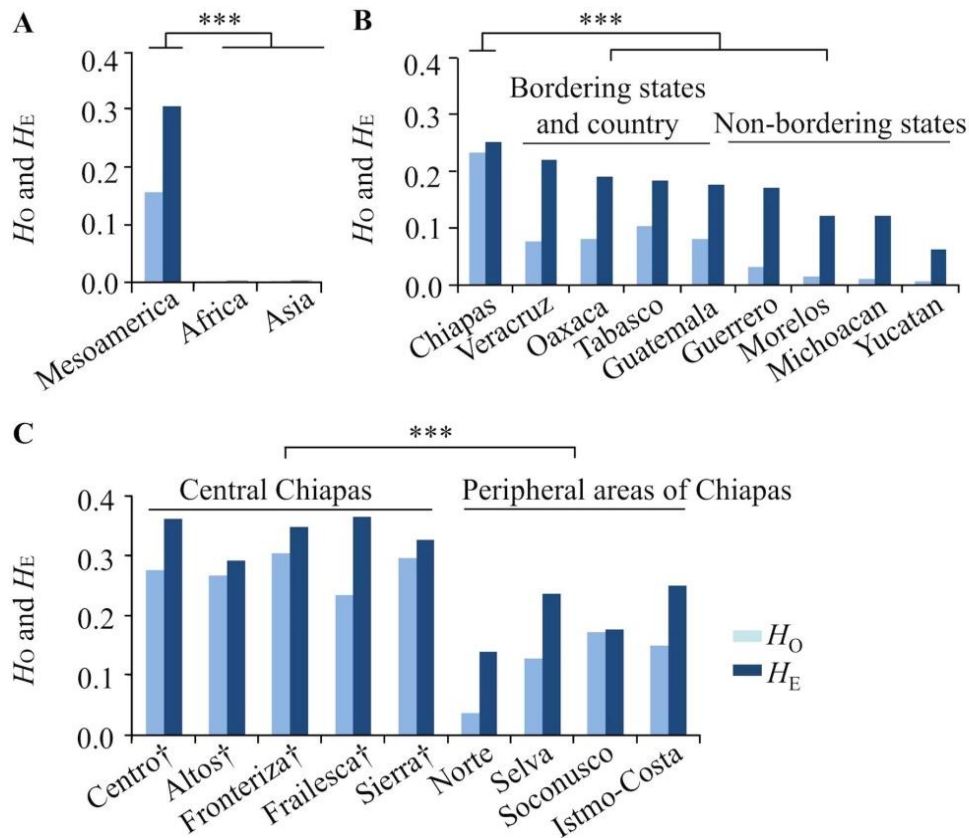 A
***
0.4
0.3
0.2
0.1
0.0
HO and HE
Mesoamerica
Africa
Asia
B
***
0.4
0.3
0.2
0.1
0.0
HO and HE
Bordering states
and country
Non-bordering states
Chiapas
Veracruz
Oaxaca
Tabasco
Guatemala
Guerrero
Morelos
Michoacan
Yucatan
C
***
Central Chiapas
Peripheral areas of Chiapas
0.4
0.3
0.2
0.1
0.0
HO and HE
Centro†
Altos†
Fronteriza†
Frailesca†
Sierra†
Norte
Selva
Soconusco
Istmo-Costa
HO
HE